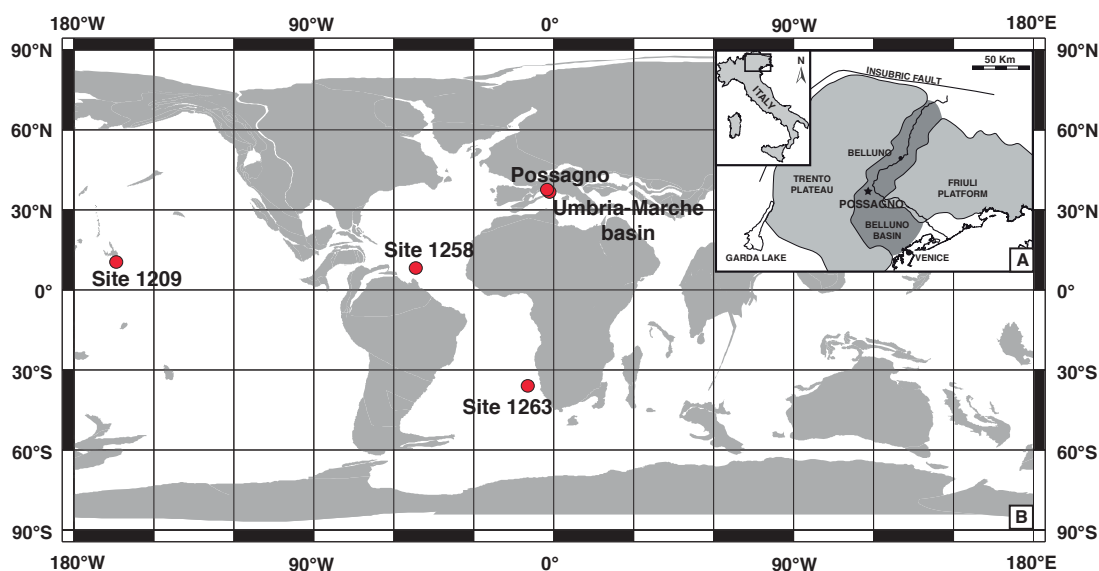 180°W 90°W 0° 90°W 180°E
90°N 90°N
60°N 60°N
30°N 30°N
0° 0°
30°S 30°S
60°S 60°S
90°S 90°S
180°W 90°W 0° 90°W 180°E
Possagno
Umbria-Marche
basin
Site 1258
Site 1209
Site 1263
B
ITALY
N
INSUBRIC FAULT
50 Km
BELLUNO
TRENTO
PLATEAU
FRIULI
PLATFORM
POSSAGNO
BELLUNO
BASIN
GARDA LAKE
VENICE
A